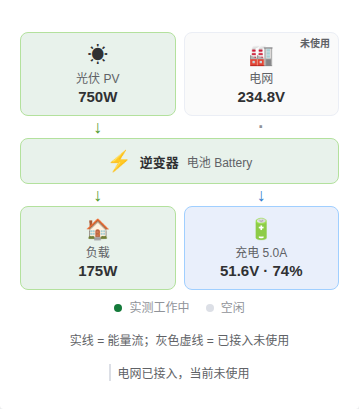 未使用
光伏 PV
750W
电网
234.8V
逆变器 电池 Battery
负载
175W
充电 5.0A
51.6V · 74%
实测工作中 空闲
实线 = 能量流；灰色虚线 = 已接入未使用
电网已接入，当前未使用